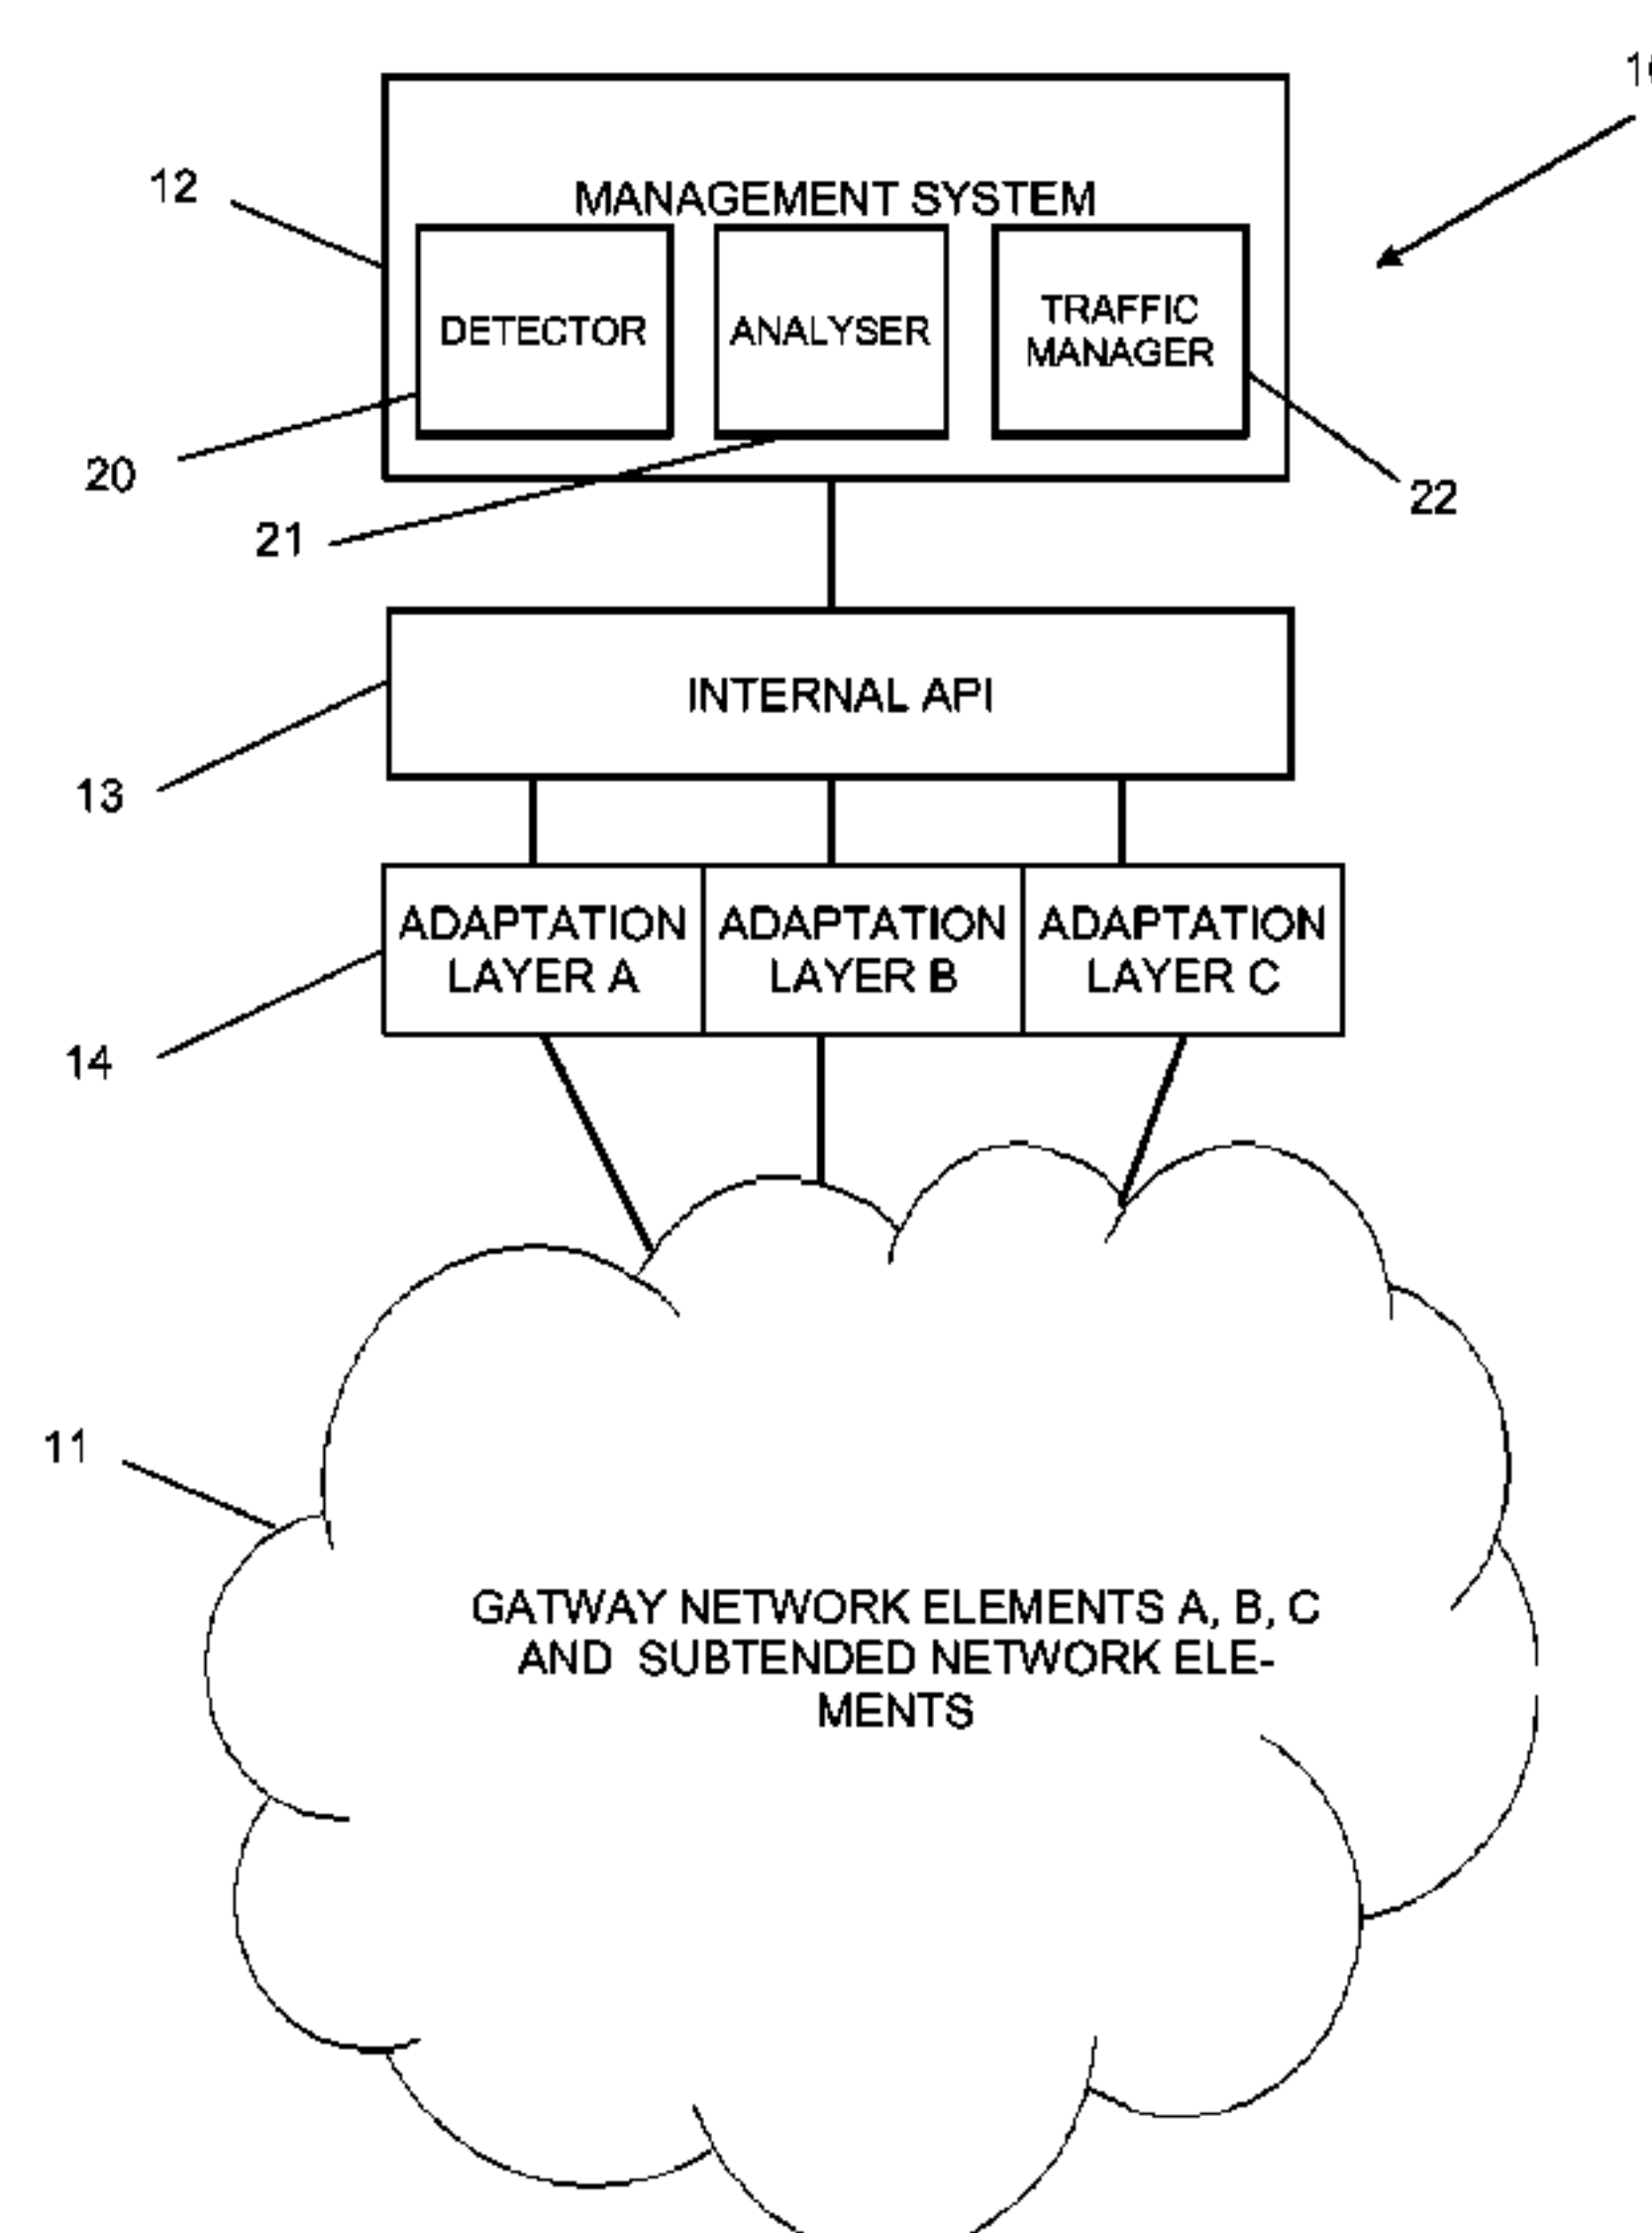 12
MANAGEMENT SYSTEM
DETECTOR
ANALYSER
TRAFFIC
MANAGER
20
21
22
INTERNAL API
13
ADAPTATION
LAYER A
ADAPTATION
LAYER B
ADAPTATION
LAYER C
14
11
GATWAY NETWORK ELEMENTS A, B, C
AND SUBTENDED NETWORK ELE-
MENTS